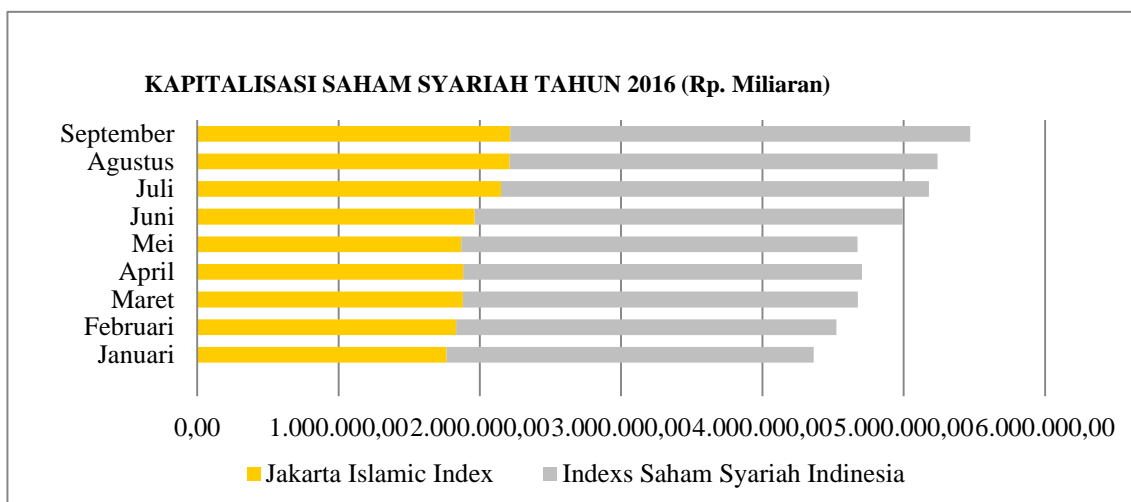 KAPITALISASI SAHAM SYARIAH TAHUN 2016 (Rp. Miliaran)
September
Agustus
Juli
Juni
Mei
April
Maret
Februari
Januari
0,00 1.000.000,00 2.000.000,00 3.000.000,00 4.000.000,00 5.000.000,00 6.000.000,00
Jakarta Islamic Index Indexs Saham Syariah Indinesia